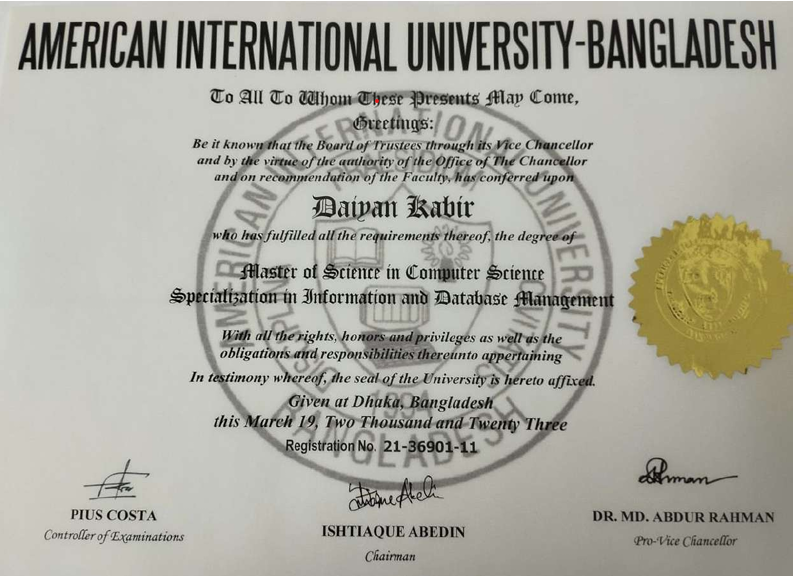 AMERICAN INTERNATIONAL UNIVERSITY-BANGLADESH
To All To Whom These Presents May Come,
Greetings:
Be it known that the Board of Trustees through its Vice Chancellor
and by the virtue of the authority of the Office of The Chancellor
and on recommendation of the Faculty, has conferred upon
Daiyan Kabir
who has fulfilled all the requirements thereof, the degree of
Master of Science in Computer Science
Specialization in Information and Database Management
With all the rights, honors and privileges as well as the
obligations and responsibilities thereunto appertaining
In testimony whereof, the seal of the University is hereto affixed.
Given at Dhaka, Bangladesh
this March 19, Two Thousand and Twenty Three
Registration No. 21-36901-11
PIUS COSTA
Controller of Examinations
ISHTIAQUE ABEDIN
Chairman
DR. MD. ABDUR RAHMAN
Pro-Vice Chancellor
AMERICAN INTERNATIONAL UNIVERSITY
BANGLADESH
1994